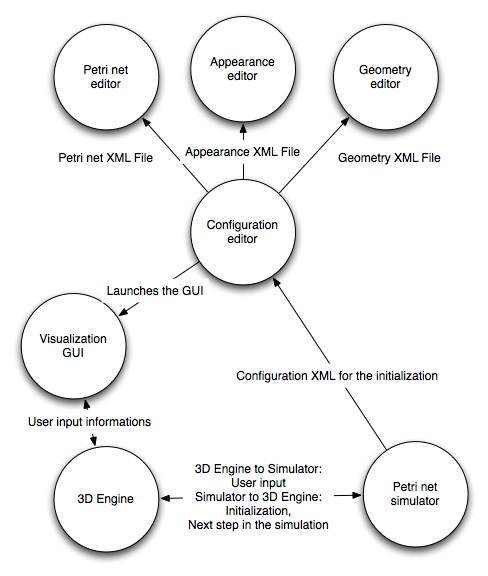 Petri net
editor
Appearance
editor
Geometry
editor
Petri net XML File
Appearance XML File
Geometry XML File
Configuration
editor
Launches the GUI
Visualization
GUI
Configuration XML for the initialization
User input informations
3D Engine
3D Engine to Simulator:
User input
Simulator to 3D Engine:
Initialization,
Next step in the simulation
Petri net
simulator